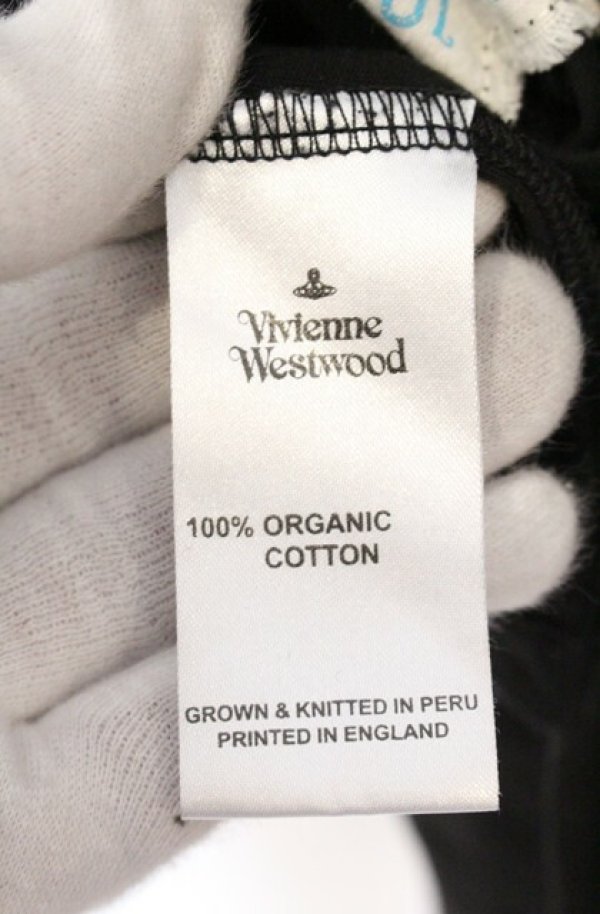 Vivienne
Westwood
100% ORGANIC
COTTON
GROWN & KNITTED IN PERU
PRINTED IN ENGLAND